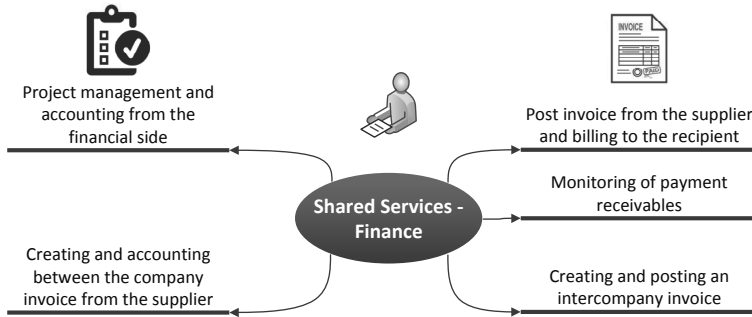 INVOICE
PAID
Project management and
accounting from the
financial side
Post invoice from the supplier
and billing to the recipient
Shared Services -
Finance
Monitoring of payment
receivables
Creating and accounting
between the company
invoice from the supplier
Creating and posting an
intercompany invoice